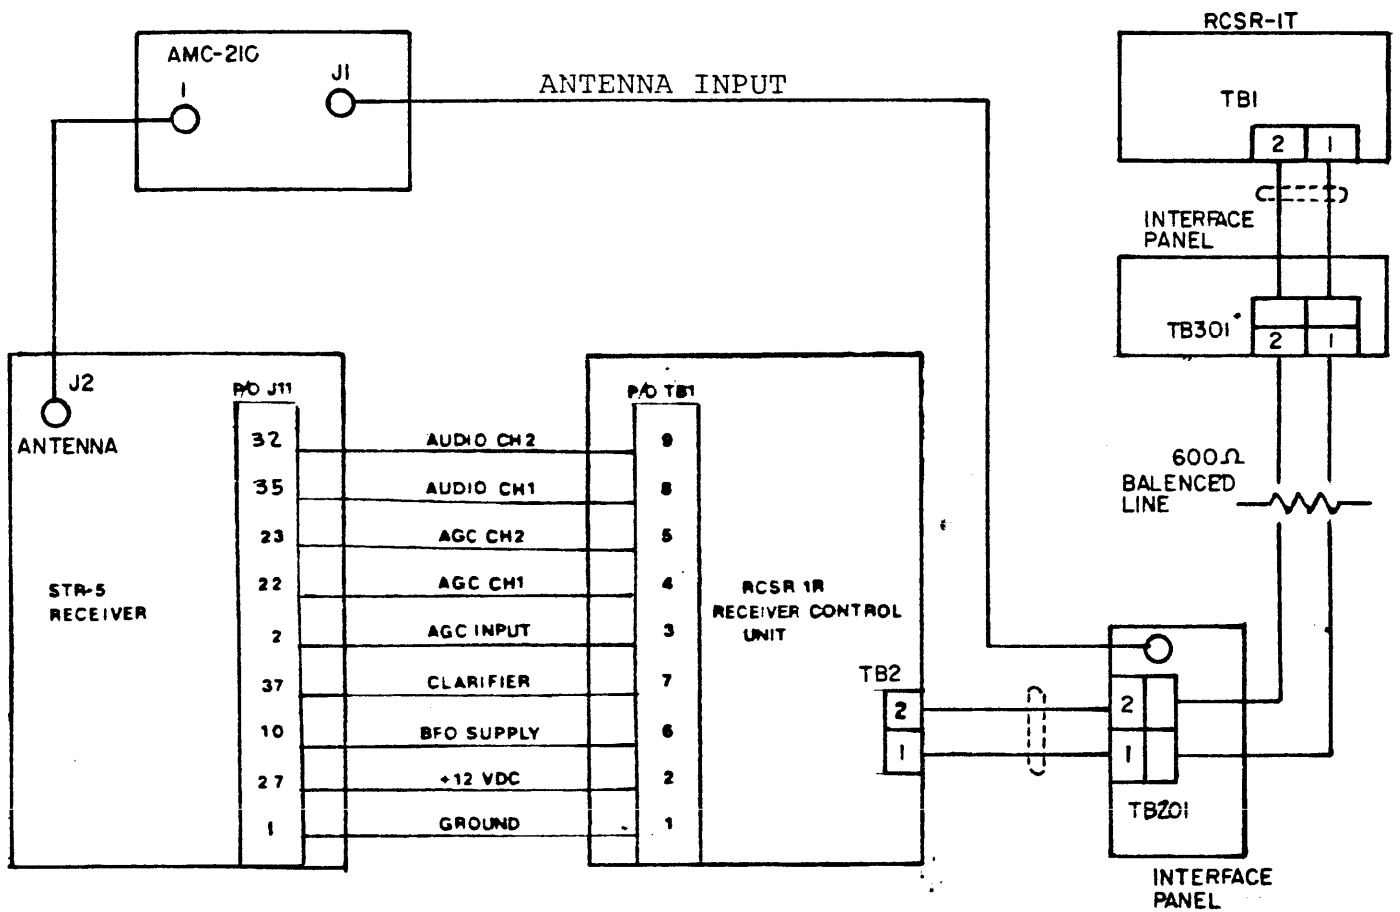 RCSR-1T
AMC-21C
1
J1
ANTENNA INPUT
TB1
2 1
INTERFACE
PANEL
TB301
2 1
600Ω
BALENCED
LINE
J2
ANTENNA
P/O J11
P/O TB1
32 AUDIO CH2 9
35 AUDIO CH1 8
23 AGC CH2 5
22 AGC CH1 4
2 AGC INPUT 3
37 CLARIFIER 7
10 BFO SUPPLY 6
27 +12 VDC 2
1 GROUND 1
STR-5
RECEIVER
RCSR 1R
RECEIVER CONTROL
UNIT
TB2
2
1
2
1
TB201
INTERFACE
PANEL